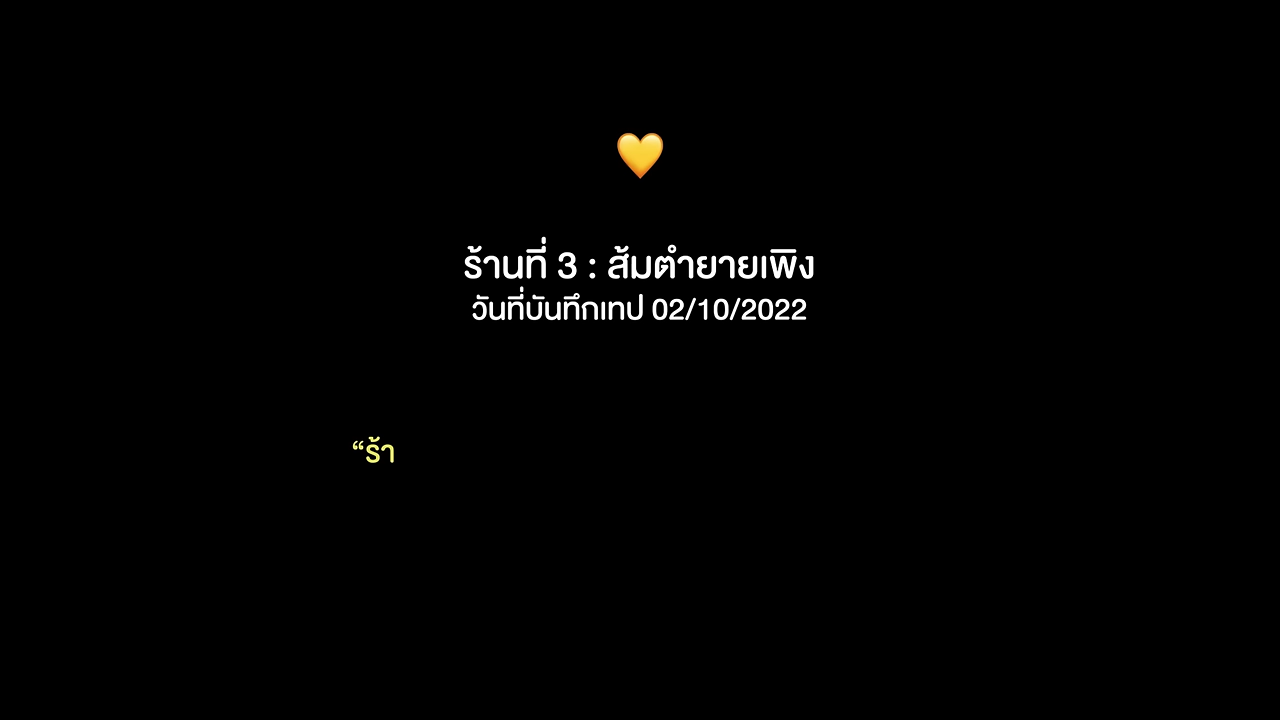 💛
ร้านที่ 3 : ส้มตำยายเพิง
วันที่บันทึกเทป 02/10/2022
“ร้า